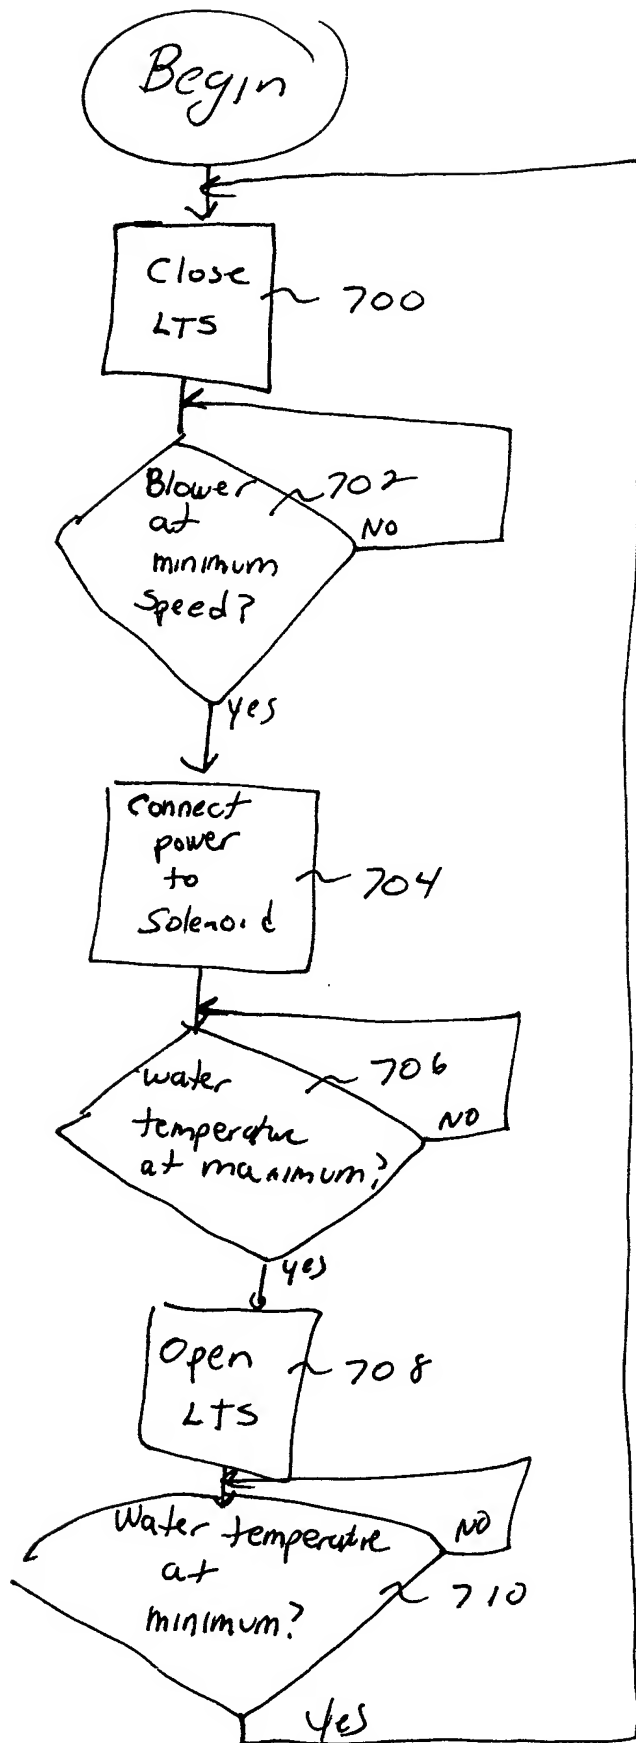 Begin
Close
LTS
700
Blower
at
minimum
Speed?
702
NO
yes
Connect
power
to
Solenoid
704
water
temperature
at maximum?
706
NO
yes
Open
LTS
708
Water temperature
at
minimum?
NO
710
Yes